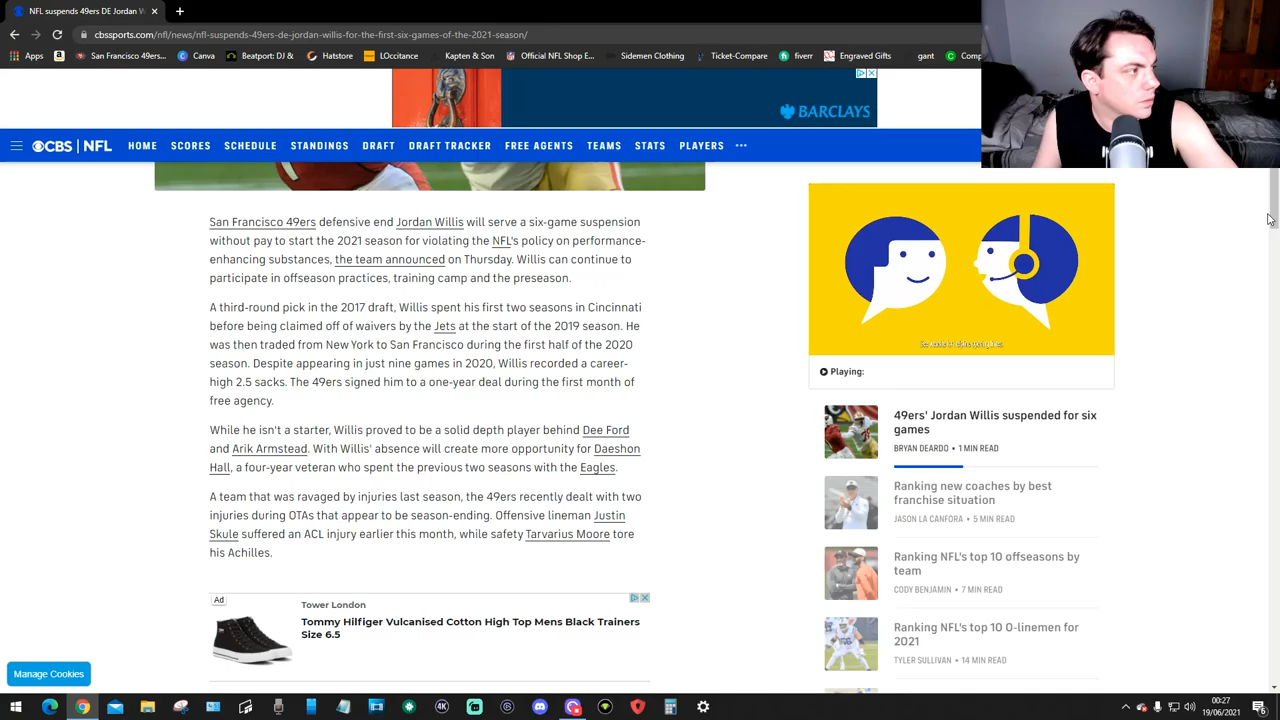 NFL suspends 49ers' DE Jordan W
cbssports.com/nfl/news/nfl-suspends-49ers-de-jordan-willis-for-the-first-six-games-of-the-2021-season/
Apps San Francisco 49ers... Canva Beatport: DJ & Hatstore LOCcitane Kapten & Son Official NFL Shop E... Sidemen Clothing Ticket-Compare fiverr Engraved Gifts gant Comp
BARCLAYS
CBS NFL HOME SCORES SCHEDULE STANDINGS DRAFT DRAFT TRACKER FREE AGENTS TEAMS STATS PLAYERS
San Francisco 49ers defensive end Jordan Willis will serve a six-game suspension
without pay to start the 2021 season for violating the NFL's policy on performance-
enhancing substances, the team announced on Thursday. Willis can continue to
participate in offseason practices, training camp and the preseason.
A third-round pick in the 2017 draft, Willis spent his first two seasons in Cincinnati
before being claimed off of waivers by the Jets at the start of the 2019 season. He
was then traded from New York to San Francisco during the first half of the 2020
season. Despite appearing in just nine games in 2020, Willis recorded a career-
high 2.5 sacks. The 49ers signed him to a one-year deal during the first month of
free agency.
While he isn't a starter, Willis proved to be a solid depth player behind Dee Ford
and Arik Armstead. With Willis' absence will create more opportunity for Daeshon
Hall, a four-year veteran who spent the previous two seasons with the Eagles.
A team that was ravaged by injuries last season, the 49ers recently dealt with two
injuries during OTAs that appear to be season-ending. Offensive lineman Justin
Skule suffered an ACL injury earlier this month, while safety Tarvarius Moore tore
his Achilles.
Ad
Tower London
Tommy Hilfiger Vulcanised Cotton High Top Mens Black Trainers
Size 6.5
Manage Cookies
Playing:
49ers' Jordan Willis suspended for six
games
BRYAN DEARDO • 1 MIN READ
Ranking new coaches by best
franchise situation
JASON LA CANFORA • 5 MIN READ
Ranking NFL's top 10 offseasons by
team
CODY BENJAMIN • 7 MIN READ
Ranking NFL's top 10 O-linemen for
2021
TYLER SULLIVAN • 14 MIN READ
4K
00:27
19/06/2021
6